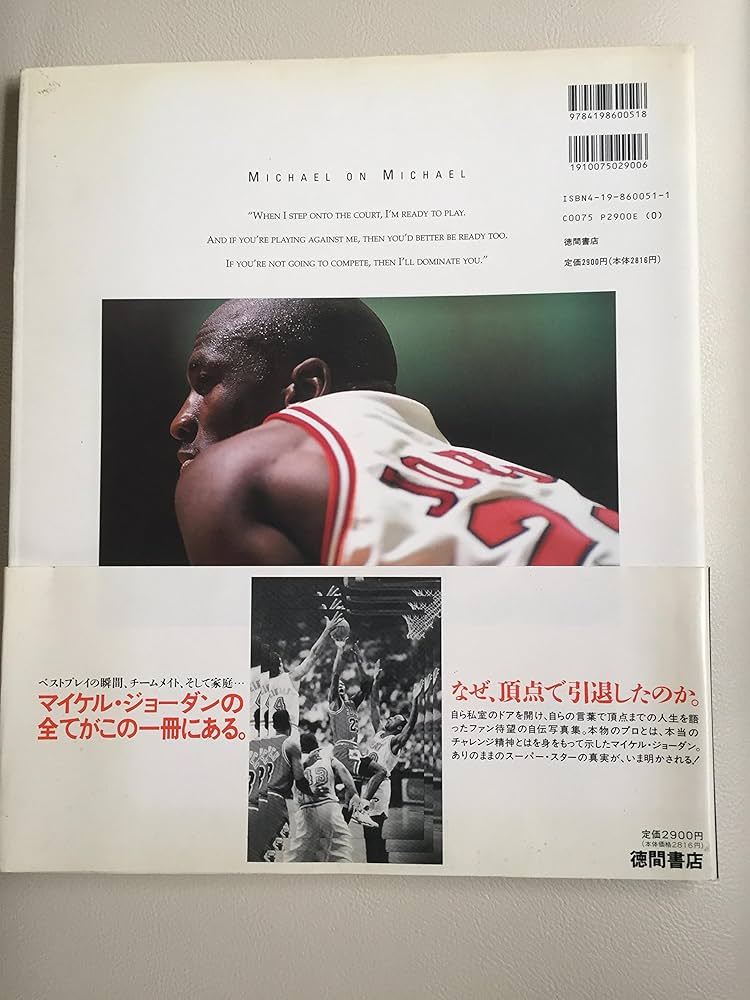 9784198600518
1910075029006
MICHAEL ON MICHAEL
ISBN4-19-860051-1
C0075 P2900E (0)
徳間書店
定価2900円(本体2816円)
"WHEN I STEP ONTO THE COURT, I'M READY TO PLAY.
AND IF YOU'RE PLAYING AGAINST ME, THEN YOU'D BETTER BE READY TOO.
IF YOU'RE NOT GOING TO COMPETE, THEN I'LL DOMINATE YOU."
ベストプレイの瞬間、チームメイト、そして家庭…
マイケル・ジョーダンの
全てがこの一冊にある。
なぜ、頂点で引退したのか。
自ら私室のドアを開け、自らの言葉で頂点までの人生を語
ったファン待望の自伝写真集。本物のプロとは、本当の
チャレンジ精神とはを身をもって示したマイケル・ジョーダン。
ありのままのスーパー・スターの真実が、いま明かされる!
定価2900円
(本体価格2816円)
徳間書店